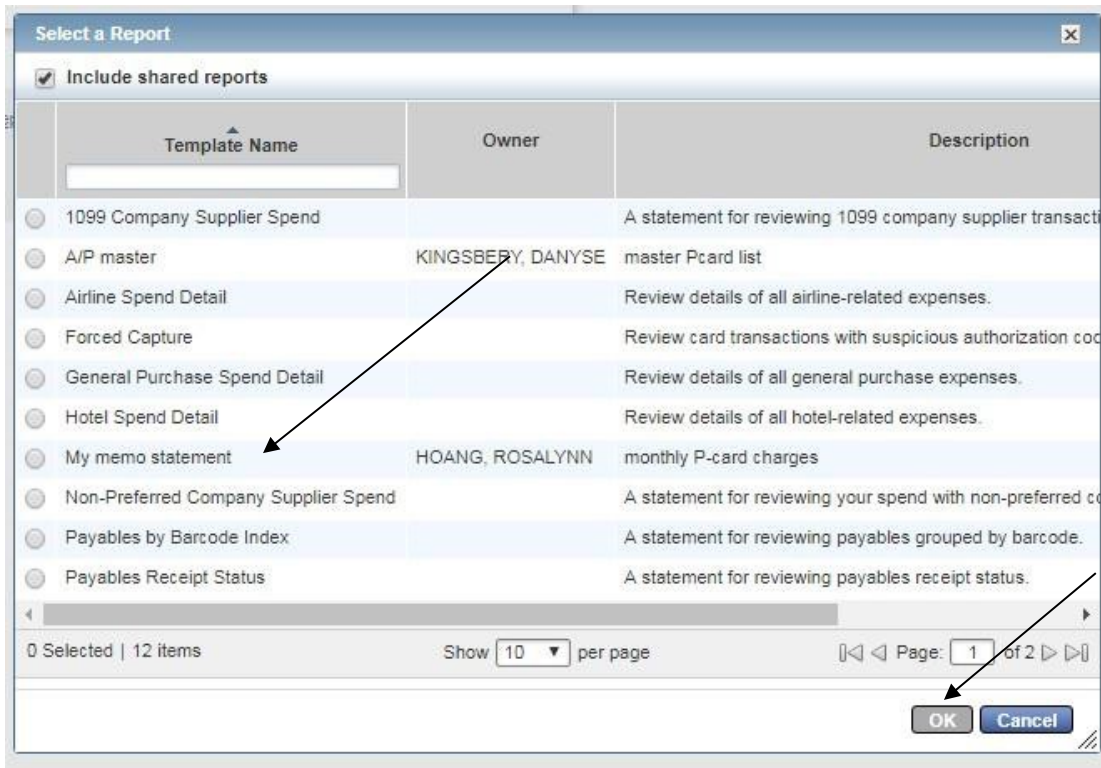 Select a Report
Include shared reports
Template Name Owner Description
1099 Company Supplier Spend A statement for reviewing 1099 company supplier
A/P master KINGSBERY, DANYSE master Pcard list
Airline Spend Detail Review details of all airline-related expenses.
Forced Capture Review card transactions with suspicious authorization
General Purchase Spend Detail Review details of all general purchase expenses.
Hotel Spend Detail Review details of all hotel-related expenses.
My memo statement HOANG, ROSALYNN monthly P-card charges
Non-Preferred Company Supplier Spend A statement for reviewing your spend with non-preferred
Payables by Barcode Index A statement for reviewing payables grouped by barcode.
Payables Receipt Status A statement for reviewing payables receipt status.
0 Selected | 12 items Show 10 per page Page: 1 of 2
OK Cancel